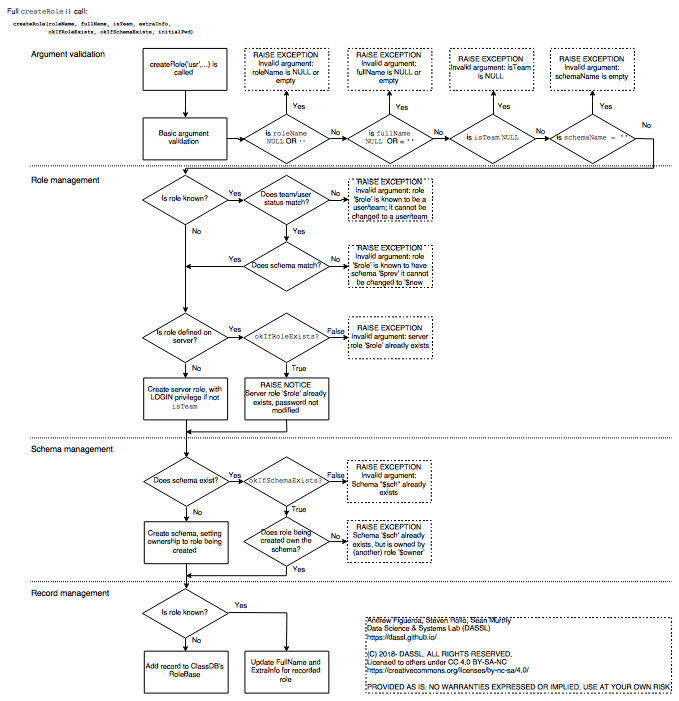 Full createRole() call:
createRole(roleName, fullName, isTeam, extraInfo,
okIfRoleExists, okIfSchemaExists, initialPwd)
Argument validation
createRole('usr',...) is
called
RAISE EXCEPTION
Invalid argument:
roleName is NULL or
empty
RAISE EXCEPTION
Invalid argument:
fullName is NULL or
empty
RAISE EXCEPTION
Invalid argument: isTeam
is NULL
RAISE EXCEPTION
Invalid argument:
schemaName is empty
Yes
Yes
Yes
Yes
Basic argument
validation
is roleName
NULL OR ''
No
is fullName
NULL OR = ''
No
is isTeam NULL
No
is schemaName = ''
No
Role management
Is role known?
Yes
Does team/user
status match?
No
RAISE EXCEPTION
Invalid argument: role
'$role' is known to be a
user/team; it cannot be
changed to a user/team
No
Yes
Does schema match?
Yes
No
RAISE EXCEPTION
Invalid argument: role
'$role' is known to have
schema '$prev' it cannot
be changed to '$new
Is role defined on
server?
Yes
okIfRoleExists?
False
RAISE EXCEPTION
Invalid argument: server
role '$role' already exists
No
True
Create server role, with
LOGIN privilege if not
isTeam
RAISE NOTICE
Server role '$role' already
exists, password not
modified
Schema management
Does schema exist?
Yes
okIfSchemaExists?
False
RAISE EXCEPTION
Invalid argument:
Schema "$sch" already
exists
No
True
Create schema, setting
ownership to role being
created
Does role being
created own the
schema?
No
RAISE EXCEPTION
Schema '$sch' already
exists, but is owned by
(another) role '$owner'
Yes
Record management
Is role known?
Yes
No
Add record to ClassDB's
RoleBase
Update FullName and
ExtraInfo for recorded
role
Andrew Figueroa, Steven Rollo, Sean Murthy
Data Science & Systems Lab (DASSL)
https://dassl.github.io/
(C) 2018- DASSL. ALL RIGHTS RESERVED.
Licensed to others under CC 4.0 BY-SA-NC
https://creativecommons.org/licenses/by-nc-sa/4.0/
PROVIDED AS IS. NO WARRANTIES EXPRESSED OR IMPLIED. USE AT YOUR OWN RISK